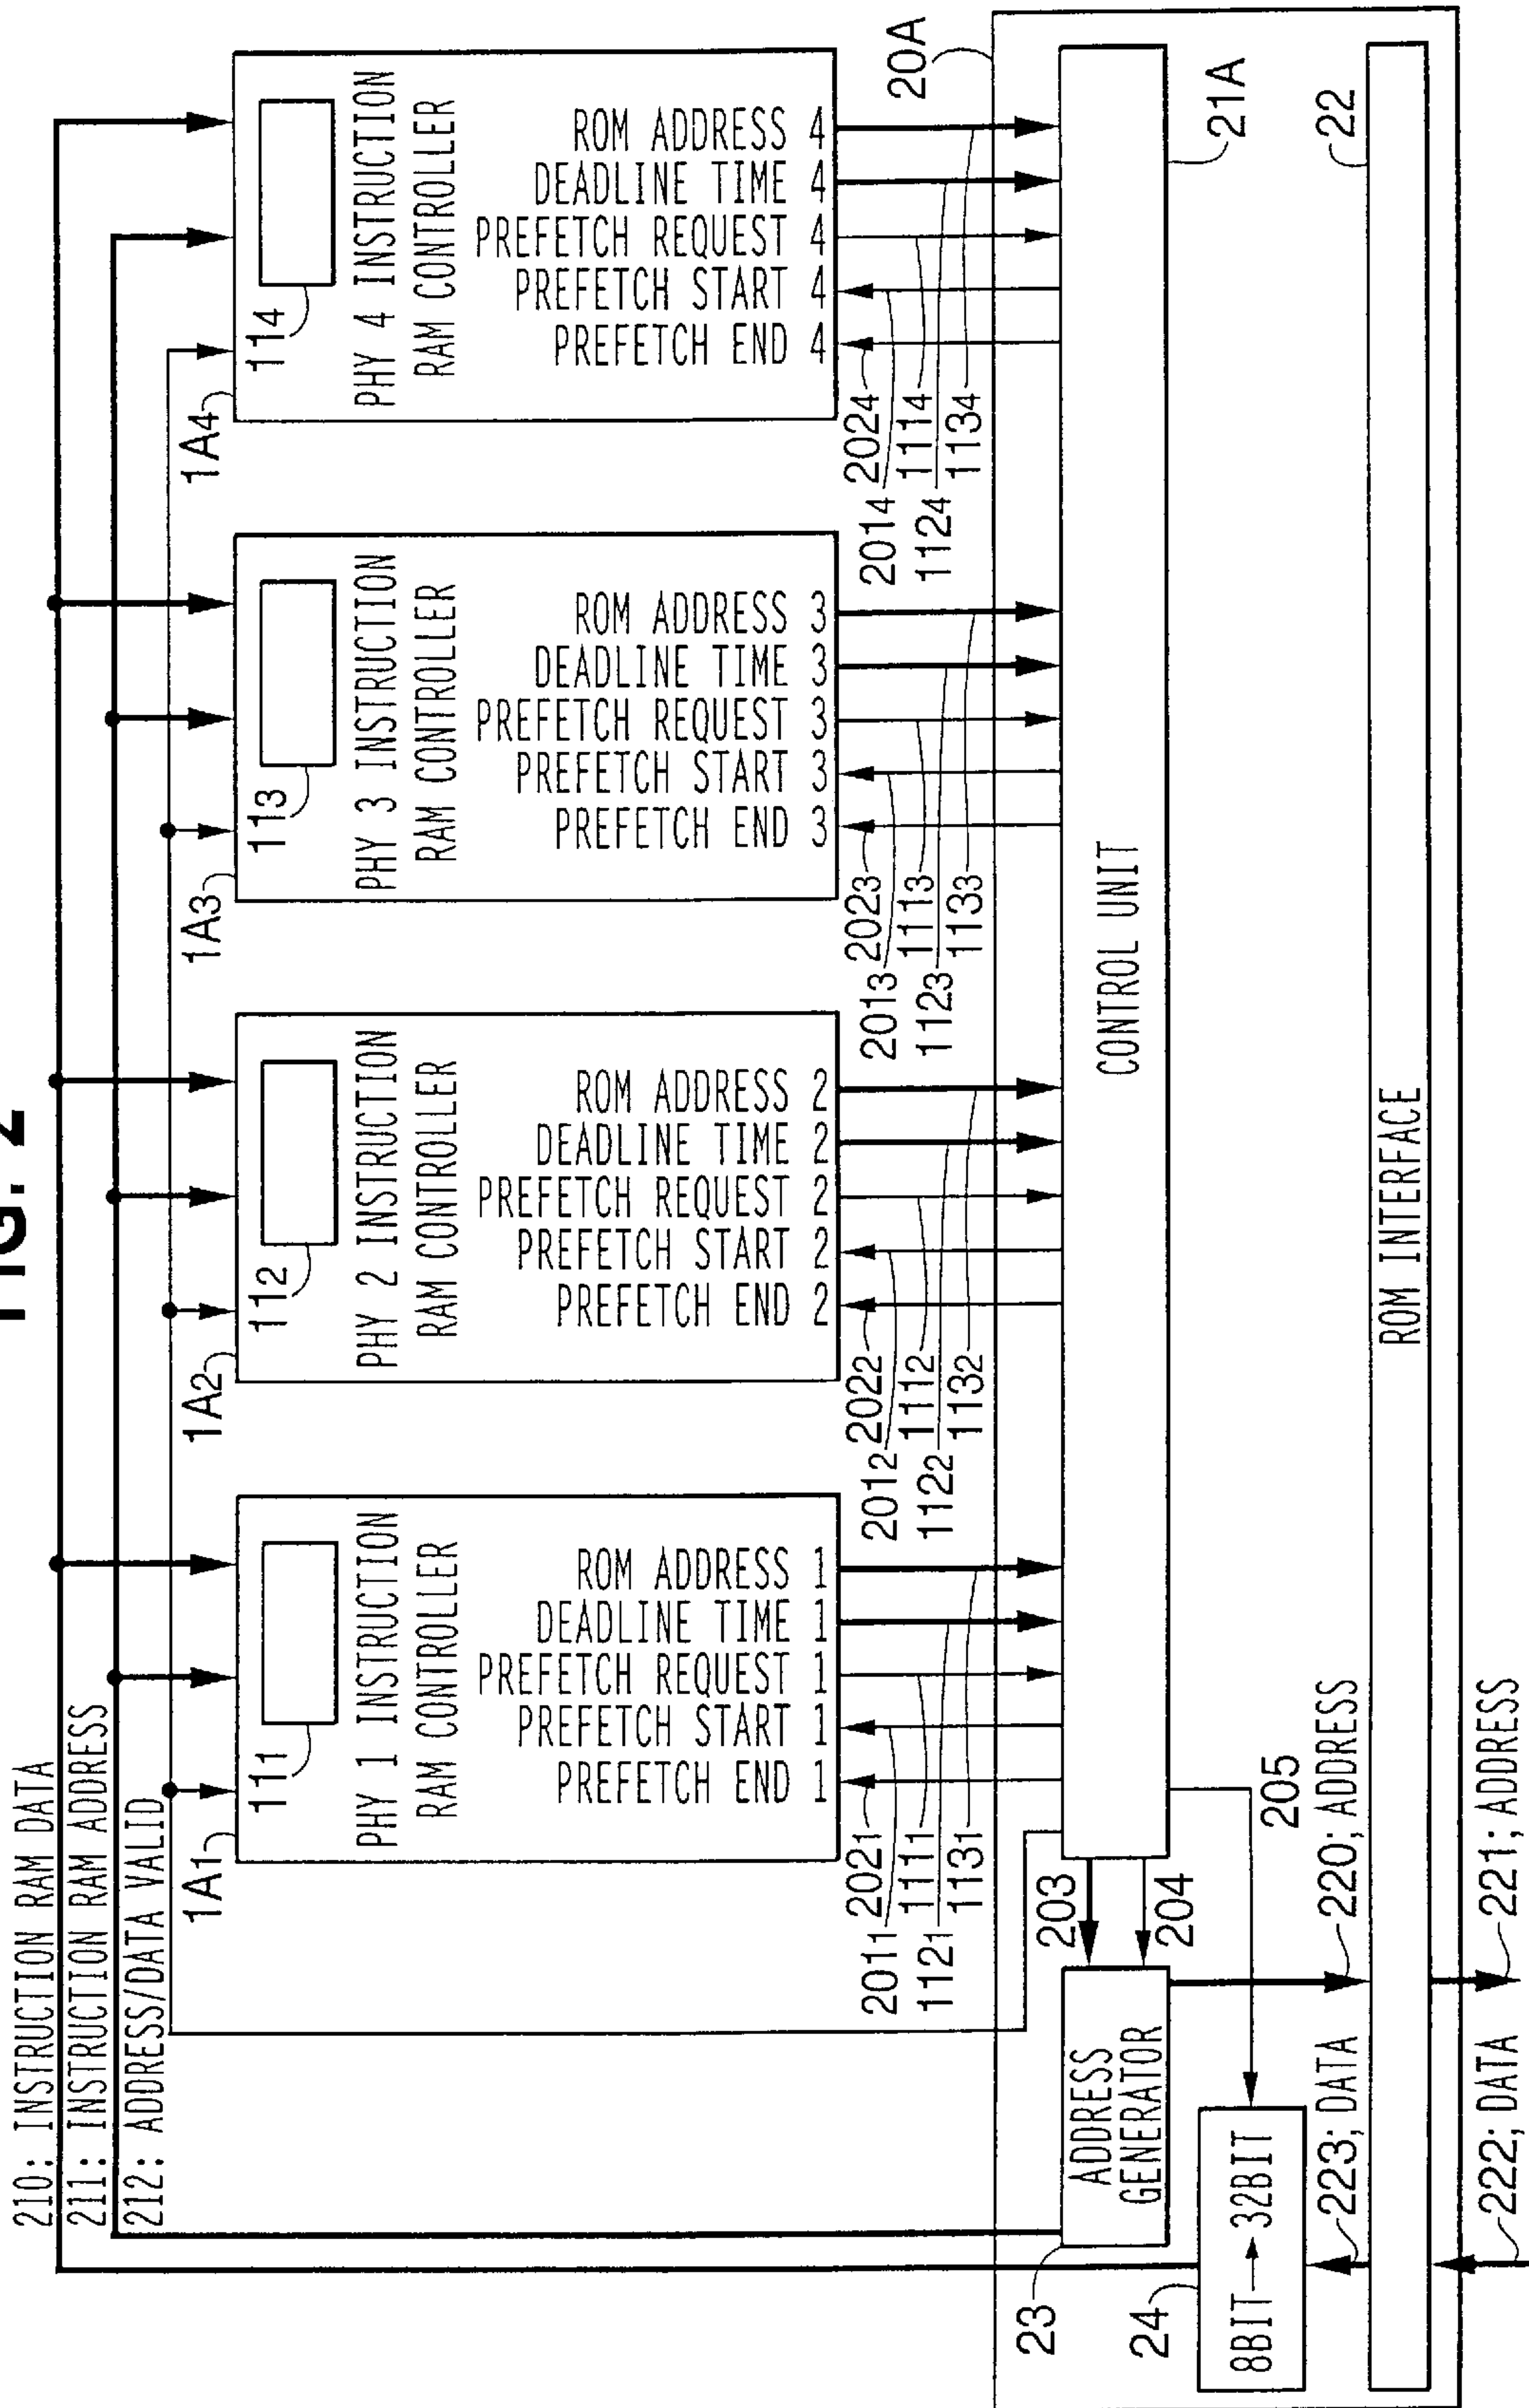 FIG. 2
210: INSTRUCTION RAM DATA
211: INSTRUCTION RAM ADDRESS
212: ADDRESS/DATA VALID
1A1
111
PHY 1 INSTRUCTION
RAM CONTROLLER
ROM ADDRESS 1
DEADLINE TIME 1
PREFETCH REQUEST 1
PREFETCH START 1
PREFETCH END 1
1A2
112
PHY 2 INSTRUCTION
RAM CONTROLLER
ROM ADDRESS 2
DEADLINE TIME 2
PREFETCH REQUEST 2
PREFETCH START 2
PREFETCH END 2
1A3
113
PHY 3 INSTRUCTION
RAM CONTROLLER
ROM ADDRESS 3
DEADLINE TIME 3
PREFETCH REQUEST 3
PREFETCH START 3
PREFETCH END 3
1A4
114
PHY 4 INSTRUCTION
RAM CONTROLLER
ROM ADDRESS 4
DEADLINE TIME 4
PREFETCH REQUEST 4
PREFETCH START 4
PREFETCH END 4
2021
2011
1111
1121
1131
2022
2012
1112
1122
1132
2023
2013
1113
1123
1133
2024
2014
1114
1124
1134
20A
23
ADDRESS
GENERATOR
203
204
CONTROL UNIT
21A
24
8BIT→32BIT
205
223; DATA
220; ADDRESS
ROM INTERFACE
22
222; DATA
221; ADDRESS